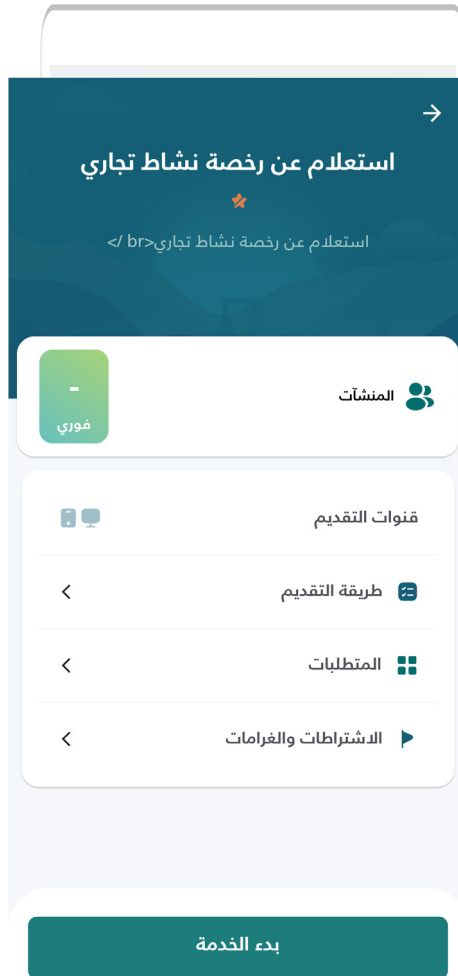 استعلام عن رخصة نشاط تجاري
استعلام عن رخصة نشاط تجاري<br />
المنشآت
-
فوري
قنوات التقديم
طريقة التقديم
المتطلبات
الاشتراطات والغرامات
بدء الخدمة